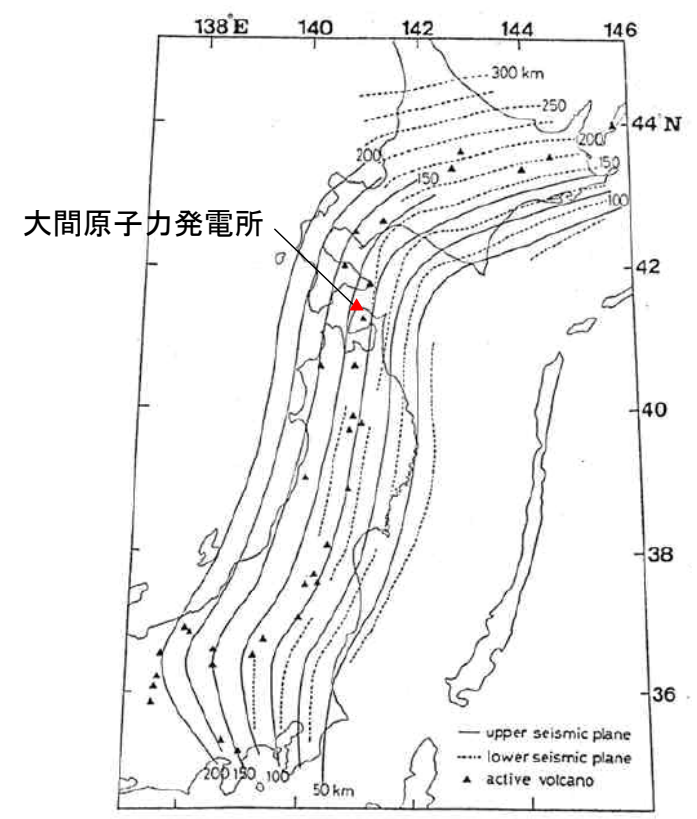 138°E 140 142 144 146
300 km
250
44°N
200
200
150
150
100
大間原子力発電所
42
40
38
36
upper seismic plane
lower seismic plane
active volcano
200 150 100
50 km